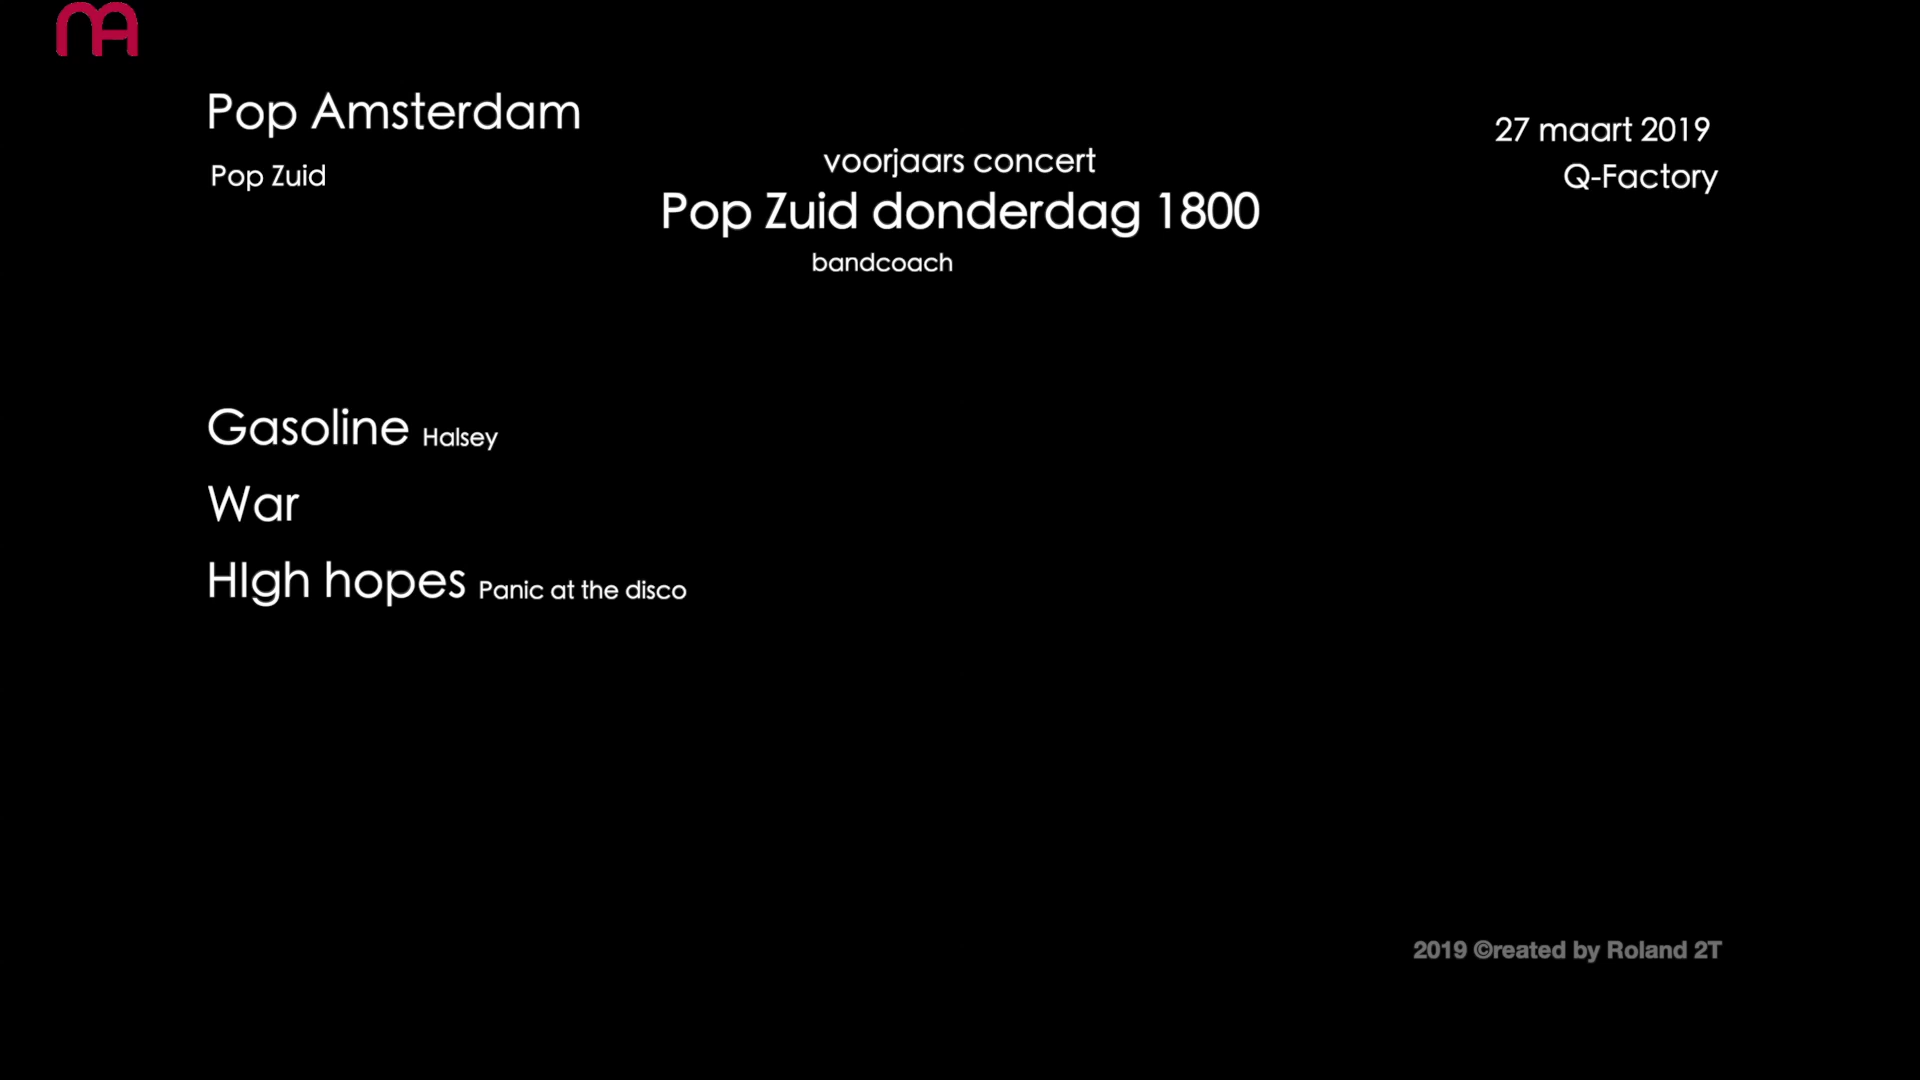 Pop Amsterdam
Pop Zuid
27 maart 2019
Q-Factory
voorjaars concert
Pop Zuid donderdag 1800
bandcoach
Gasoline Halsey
War
HIgh hopes Panic at the disco
2019 ©reated by Roland 2T